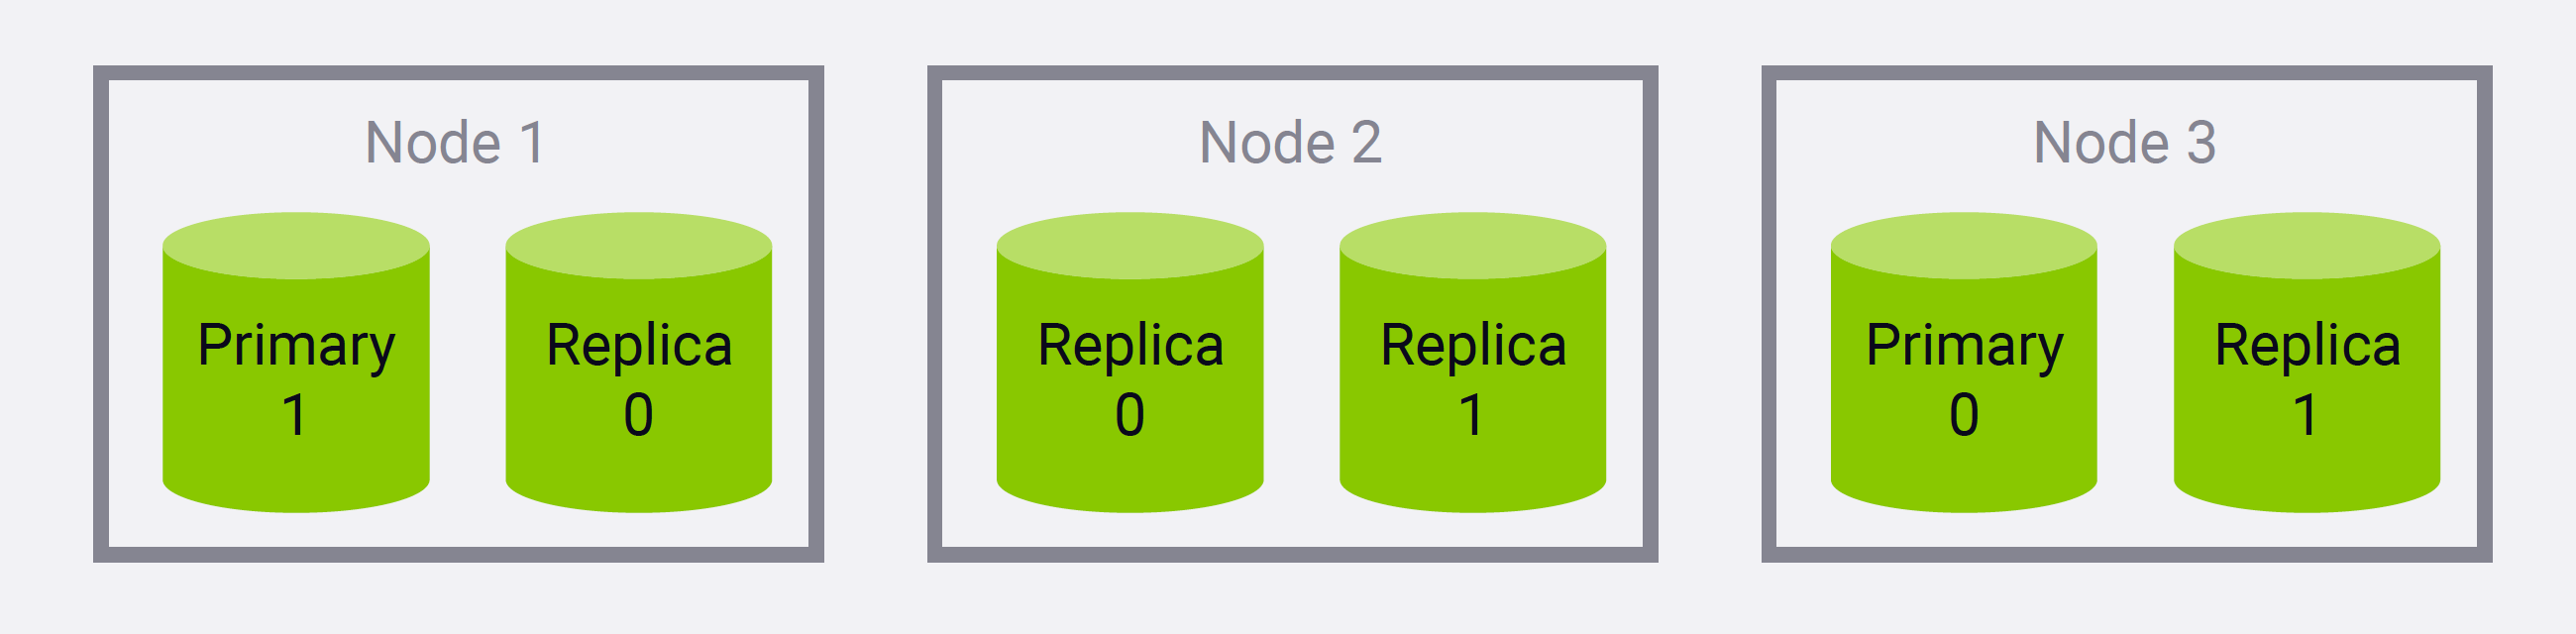 Node 1
Primary
1
Replica
0
Node 2
Replica
0
Replica
1
Node 3
Primary
0
Replica
1